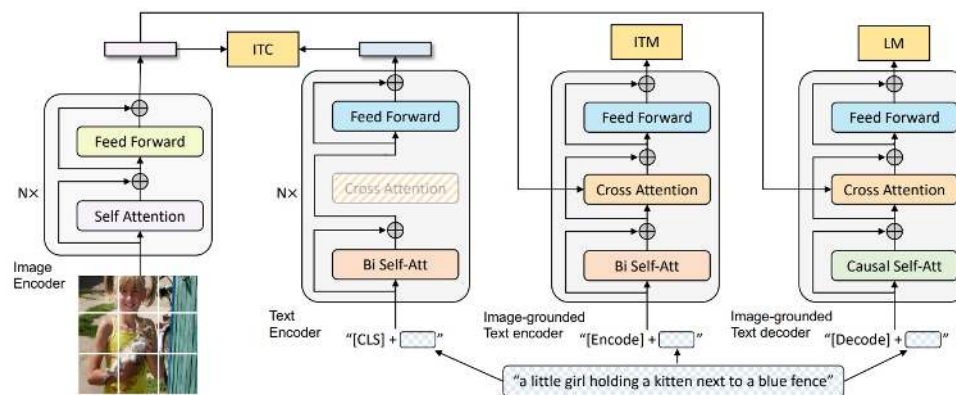 ITC
ITM
LM
N×
Feed Forward
Self Attention
Image
Encoder
N×
Feed Forward
Cross Attention
Bi Self-Att
Text
Encoder
"[CLS] + "
Feed Forward
Cross Attention
Bi Self-Att
Image-grounded
Text encoder
"[Encode] + "
Feed Forward
Cross Attention
Causal Self-Att
Image-grounded
Text decoder
"[Decode] + "
"a little girl holding a kitten next to a blue fence"